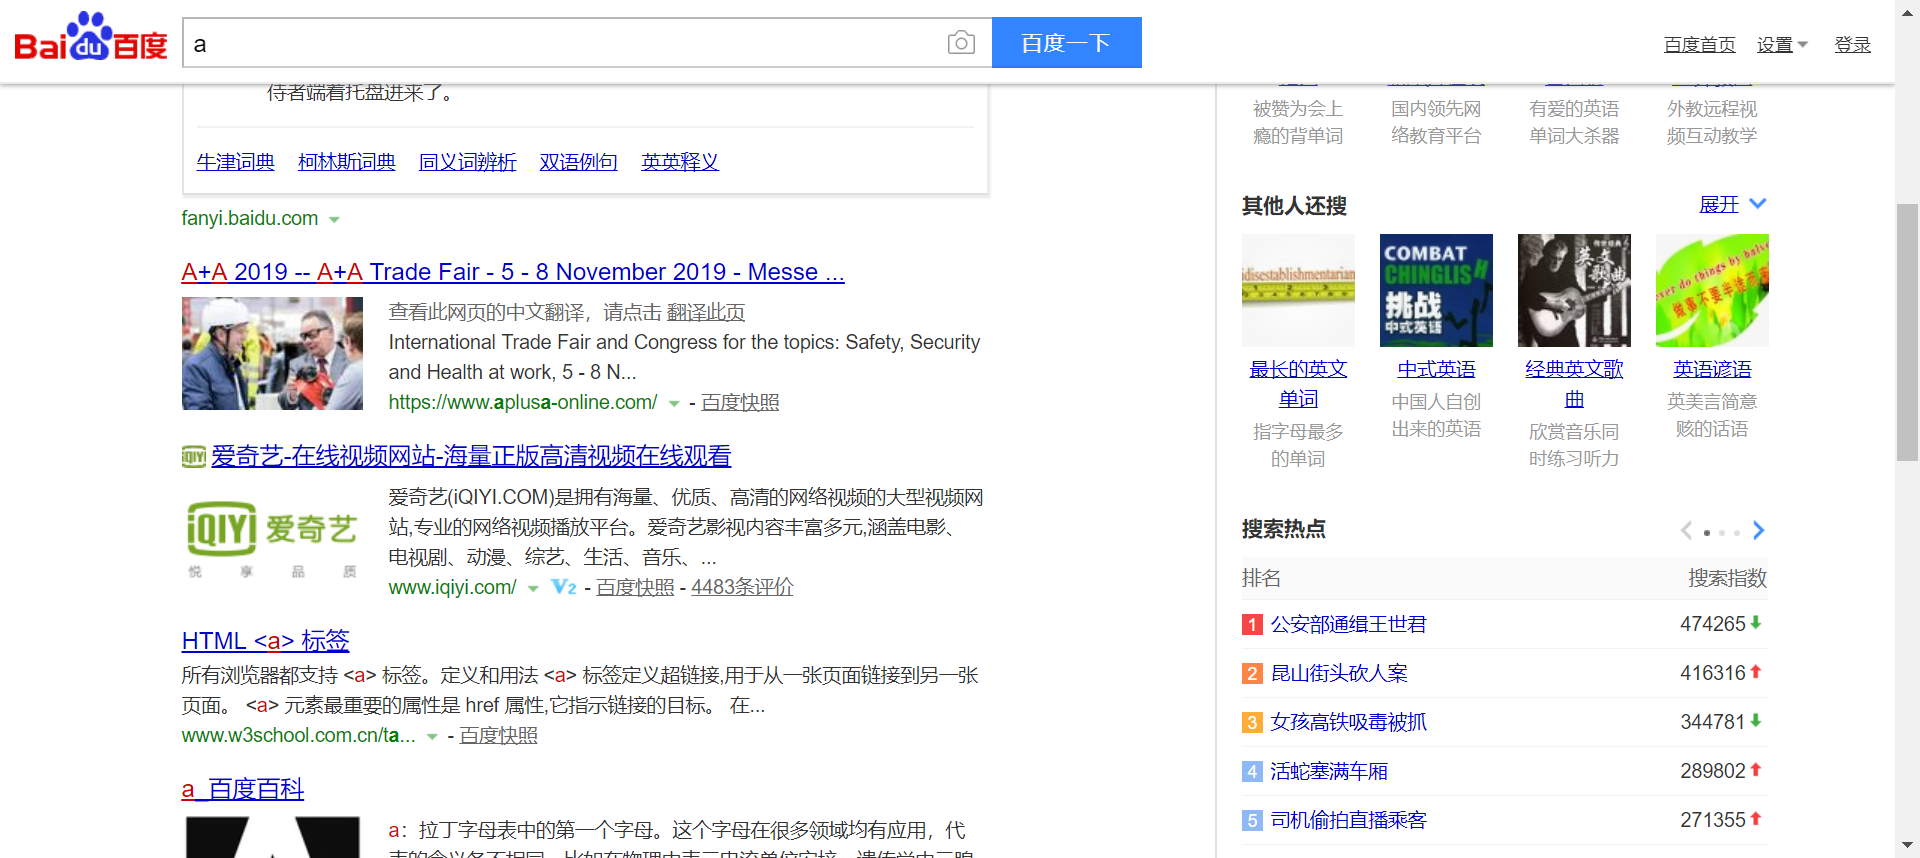 Baidu百度
a
百度一下
百度首页 设置 登录
侍者端着托盘进来了。
牛津词典 柯林斯词典 同义词辨析 双语例句 英英释义
fanyi.baidu.com
A+A 2019 -- A+A Trade Fair - 5 - 8 November 2019 - Messe ...
查看此网页的中文翻译，请点击 翻译此页
International Trade Fair and Congress for the topics: Safety, Security
and Health at work, 5 - 8 N...
https://www.aplusa-online.com/ - 百度快照
iQIYI 爱奇艺-在线视频网站-海量正版高清视频在线观看
iQIYI 爱奇艺
悦 享 品 质
爱奇艺(iQIYI.COM)是拥有海量、优质、高清的网络视频的大型视频网
站,专业的网络视频播放平台。爱奇艺影视内容丰富多元,涵盖电影、
电视剧、动漫、综艺、生活、音乐、...
www.iqiyi.com/ V2 - 百度快照 - 4483条评价
HTML <a> 标签
所有浏览器都支持 <a> 标签。定义和用法 <a> 标签定义超链接,用于从一张页面链接到另一张
页面。 <a> 元素最重要的属性是 href 属性,它指示链接的目标。 在...
www.w3school.com.cn/ta... - 百度快照
a_百度百科
a：拉丁字母表中的第一个字母。这个字母在很多领域均有应用，代
被赞为会上 国内领先网 有爱的英语 外教远程视
瘾的背单词 络教育平台 单词大杀器 频互动教学
其他人还搜 展开
idisestablishmentarian
COMBAT
CHINGLISH
挑战
中式英语
英文
歌曲
ever do things by halves
做事不要半途而废
最长的英文 中式英语 经典英文歌 英语谚语
单词 中国人自创 曲 英美言简意
指字母最多 出来的英语 欣赏音乐同 赅的话语
的单词 时练习听力
搜索热点
排名 搜索指数
1 公安部通缉王世君 474265
2 昆山街头砍人案 416316
3 女孩高铁吸毒被抓 344781
4 活蛇塞满车厢 289802
5 司机偷拍直播乘客 271355